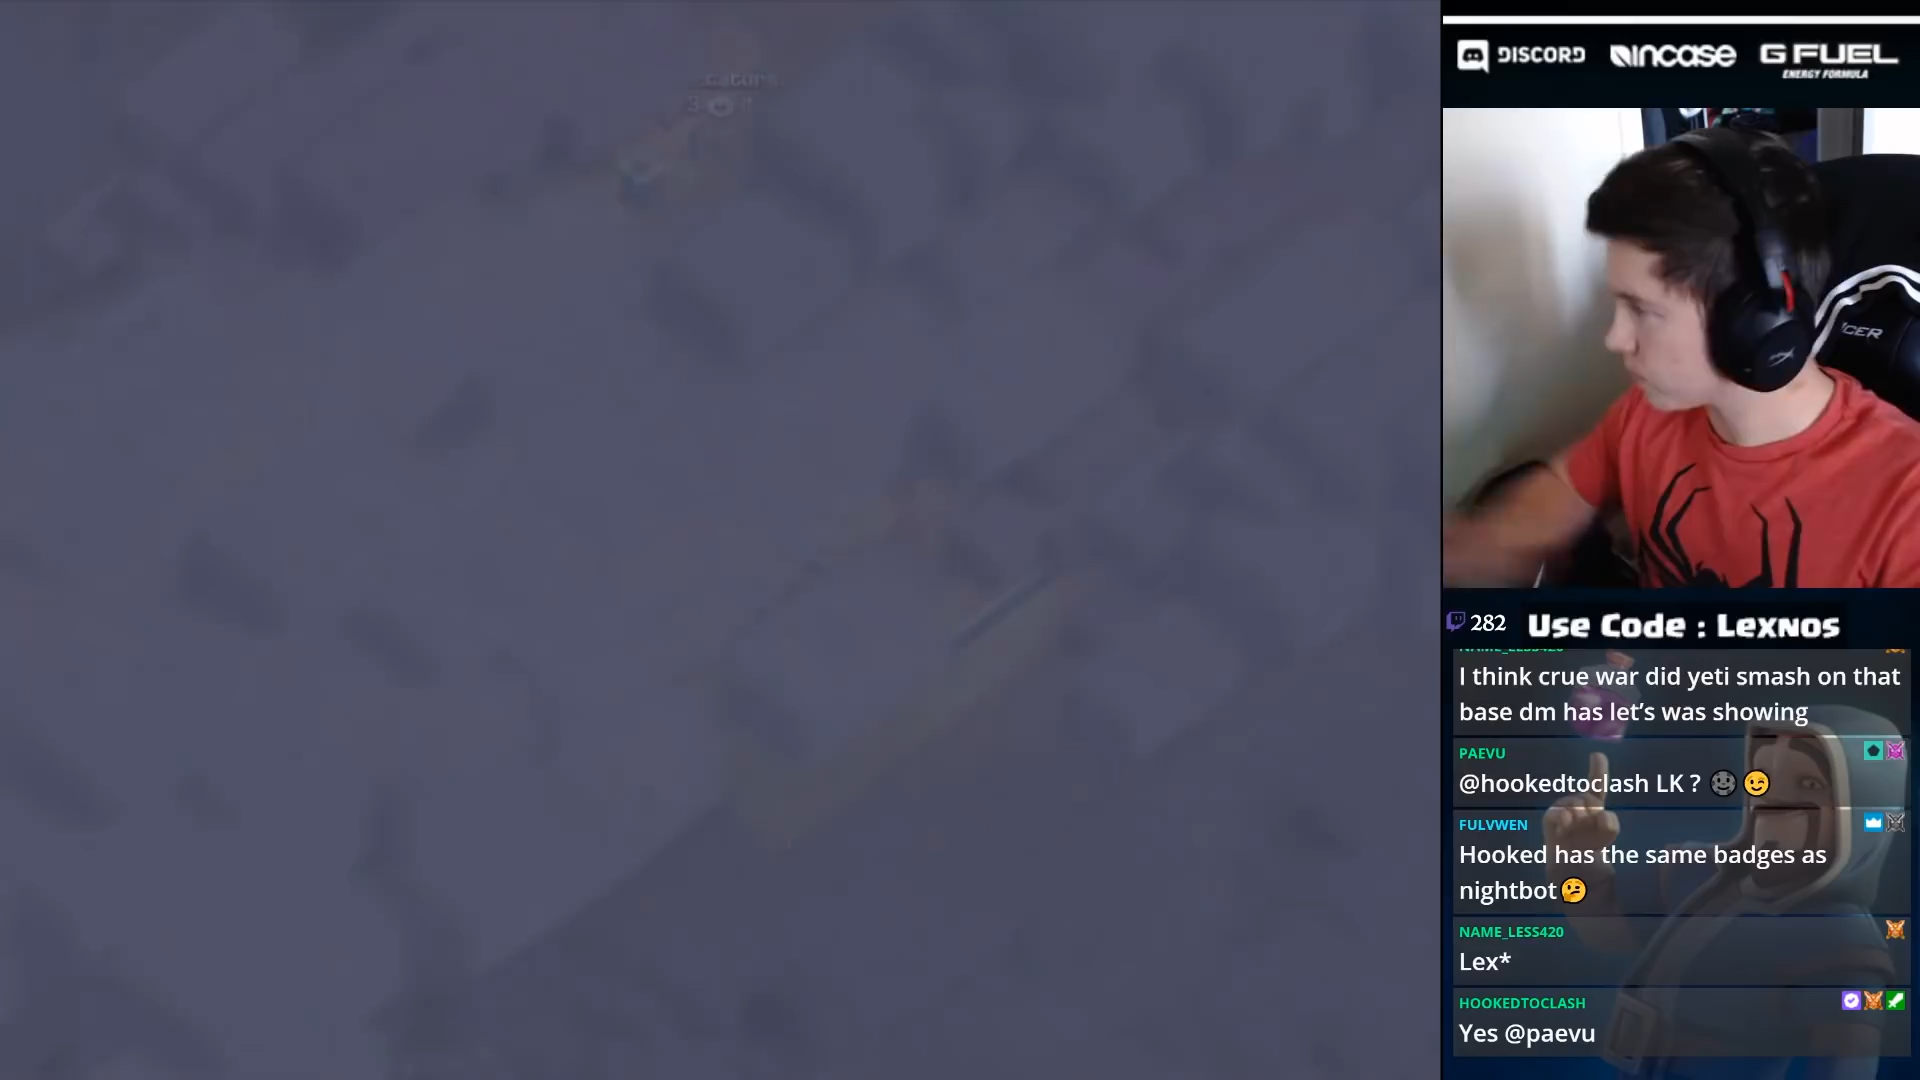 DISCORD INCASE G FUEL
ENERGY FORMULA
CER
282 Use Code : Lexnos
NAME_LESS420
I think crue war did yeti smash on that
base dm has let's was showing
PAEVU
@hookedtoclash LK ? 😉
FULVWEN
Hooked has the same badges as
nightbot🤔
NAME_LESS420
Lex*
HOOKEDTOCLASH
Yes @paevu